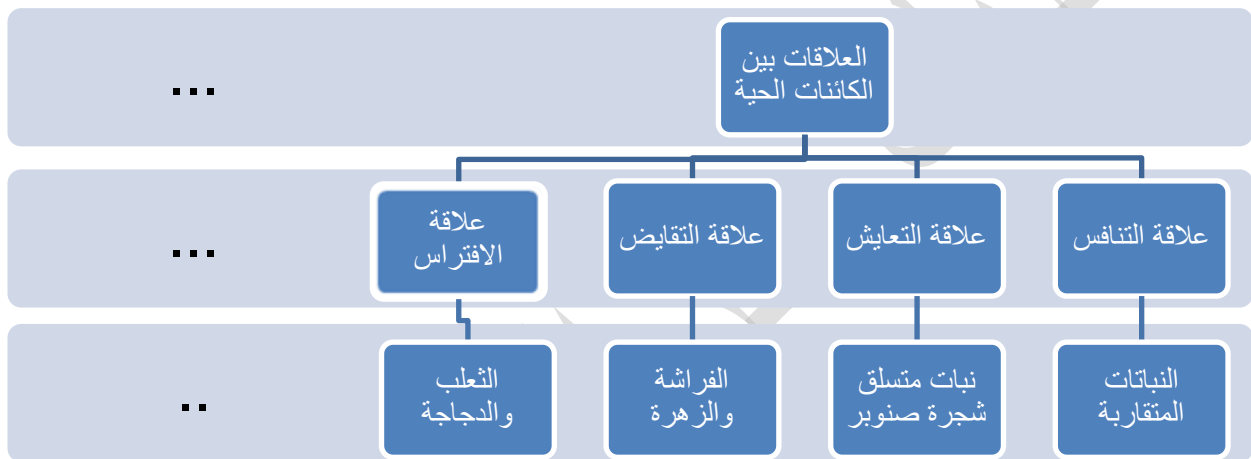 العلاقات بين
الكائنات الحية
...
علاقة التنافس
علاقة التعايش
علاقة التقايض
علاقة
الافتراس
...
النباتات
المتقاربة
نبات متسلق
شجرة صنوبر
الفراشة
والزهرة
الثعلب
والدجاجة
..